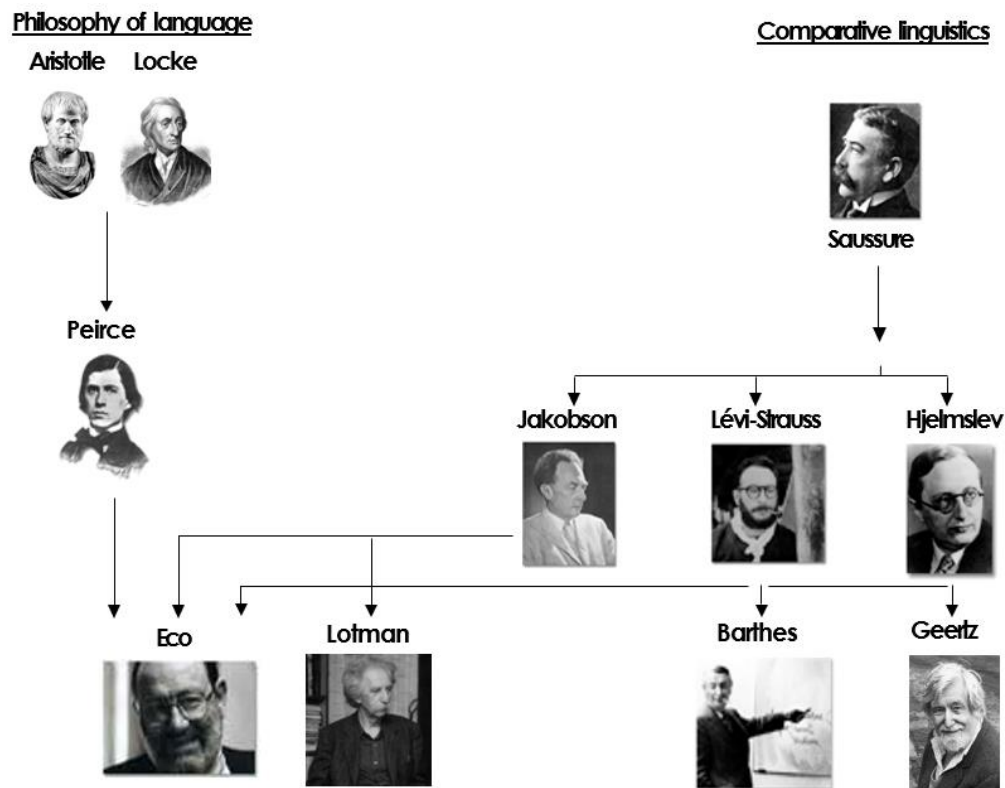 Philosophy of language
Comparative linguistics
Aristotle Locke
Saussure
Peirce
Jakobson Lévi-Strauss Hjelmslev
Eco Lotman Barthes Geertz